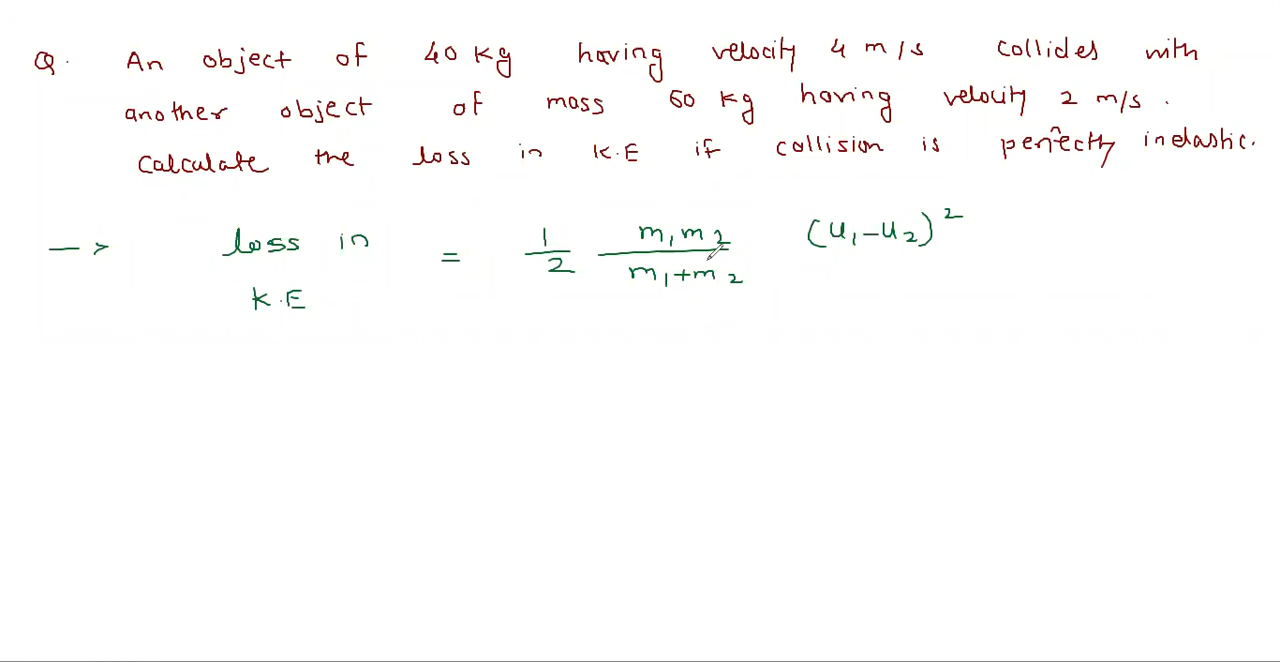 Q. An object of 40 kg having velocity 4 m/s collides with
another object of mass 60 kg having velocity 2 m/s.
Calculate the loss in K.E if collision is perfectly inelastic.
—> loss in K.E = 1/2 m₁m₂/(m₁+m₂) (u₁-u₂)²